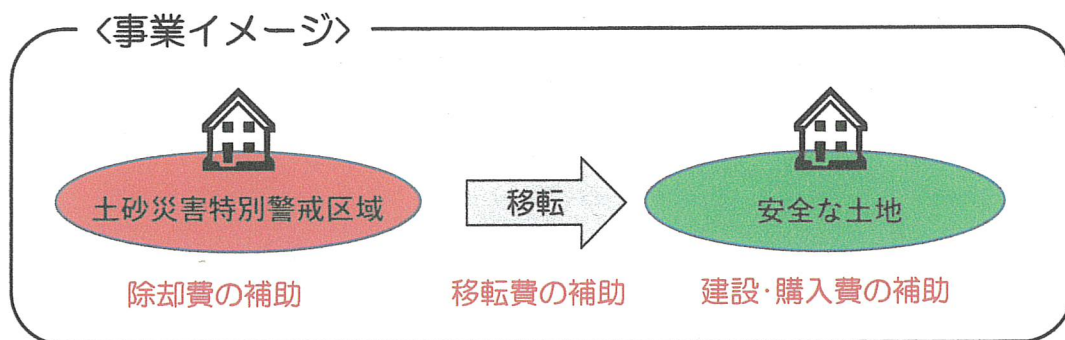 〈事業イメージ〉
土砂災害特別警戒区域
移転
安全な土地
除却費の補助
移転費の補助
建設・購入費の補助